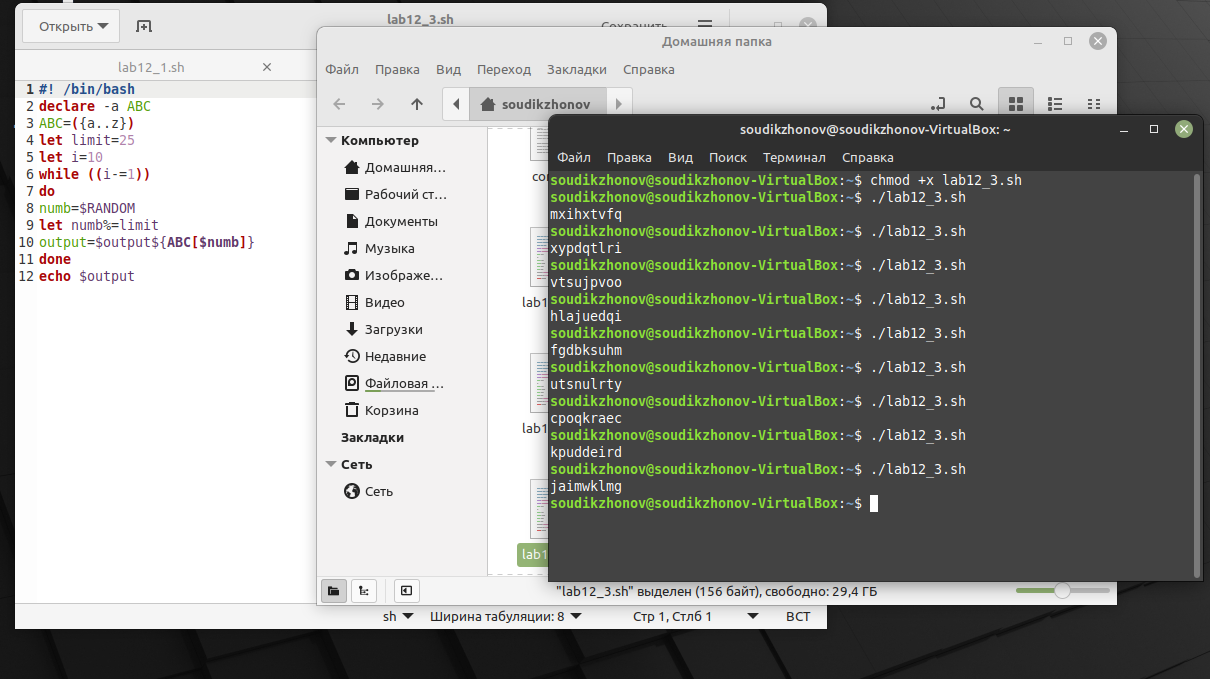 Открыть
lab12_3.sh
Сохранить
lab12_1.sh
1 #! /bin/bash
2 declare -a ABC
3 ABC=({a..z})
4 let limit=25
5 let i=10
6 while ((i-=1))
7 do
8 numb=$RANDOM
9 let numb%=limit
10 output=$output${ABC[$numb]}
11 done
12 echo $output
sh Ширина табуляции: 8 Стр 1, Стлб 1 ВСТ
Домашняя папка
Файл Правка Вид Переход Закладки Справка
soudikzhonov
Компьютер
Домашняя…
Рабочий ст…
Документы
Музыка
Изображе…
Видео
Загрузки
Недавние
Файловая …
Корзина
Закладки
Сеть
Сеть
lab1
lab1
lab1
"lab12_3.sh" выделен (156 байт), свободно: 29,4 ГБ
soudikzhonov@soudikzhonov-VirtualBox: ~
Файл Правка Вид Поиск Терминал Справка
soudikzhonov@soudikzhonov-VirtualBox:~$ chmod +x lab12_3.sh
soudikzhonov@soudikzhonov-VirtualBox:~$ ./lab12_3.sh
mxihxtvfq
soudikzhonov@soudikzhonov-VirtualBox:~$ ./lab12_3.sh
xypdqtlri
soudikzhonov@soudikzhonov-VirtualBox:~$ ./lab12_3.sh
vtsujpvoo
soudikzhonov@soudikzhonov-VirtualBox:~$ ./lab12_3.sh
hlajuedqi
soudikzhonov@soudikzhonov-VirtualBox:~$ ./lab12_3.sh
fgdbksuhm
soudikzhonov@soudikzhonov-VirtualBox:~$ ./lab12_3.sh
utsnulrty
soudikzhonov@soudikzhonov-VirtualBox:~$ ./lab12_3.sh
cpoqkraec
soudikzhonov@soudikzhonov-VirtualBox:~$ ./lab12_3.sh
kpuddeird
soudikzhonov@soudikzhonov-VirtualBox:~$ ./lab12_3.sh
jaimwklmg
soudikzhonov@soudikzhonov-VirtualBox:~$